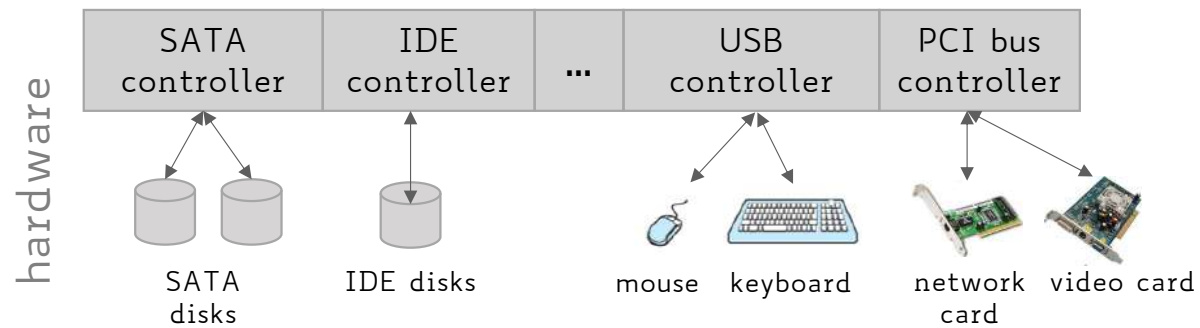 hardware
SATA
controller
IDE
controller
...
USB
controller
PCI bus
controller
SATA
disks
IDE disks
mouse
keyboard
network
card
video card